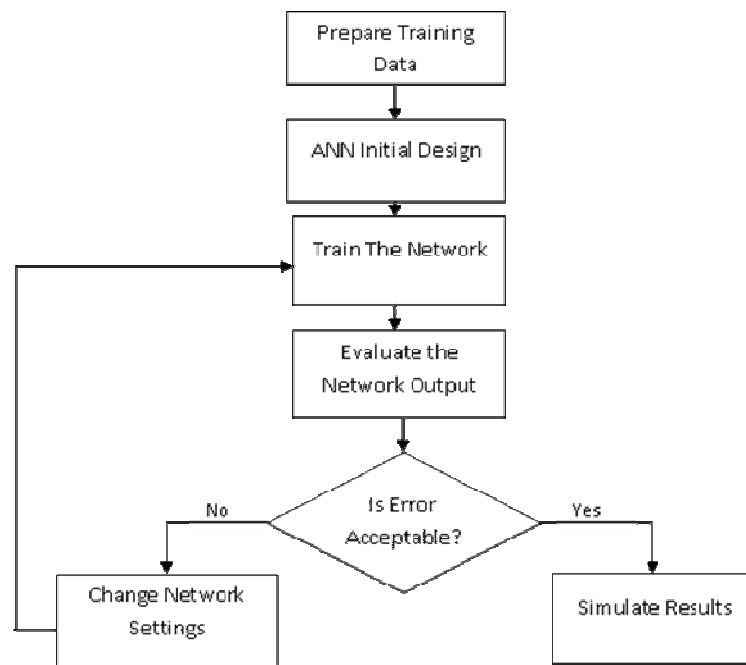 Prepare Training
Data
ANN Initial Design
Train The Network
Evaluate the
Network Output
Is Error
Acceptable?
No
Yes
Change Network
Settings
Simulate Results